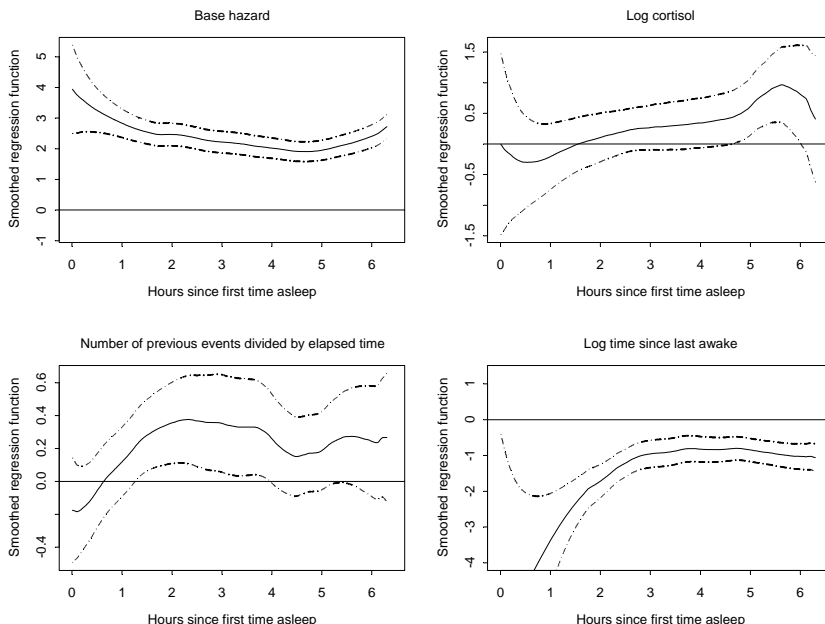 Base hazard
Smoothed regression function
5
4
3
2
1
0
-1
0 1 2 3 4 5 6
Hours since first time asleep
Log cortisol
Smoothed regression function
1.5
0.5
-0.5
-1.5
0 1 2 3 4 5 6
Hours since first time asleep
Number of previous events divided by elapsed time
Smoothed regression function
0.6
0.4
0.2
0.0
-0.4
0 1 2 3 4 5 6
Hours since first time asleep
Log time since last awake
Smoothed regression function
1
0
-1
-2
-3
-4
0 1 2 3 4 5 6
Hours since first time asleep